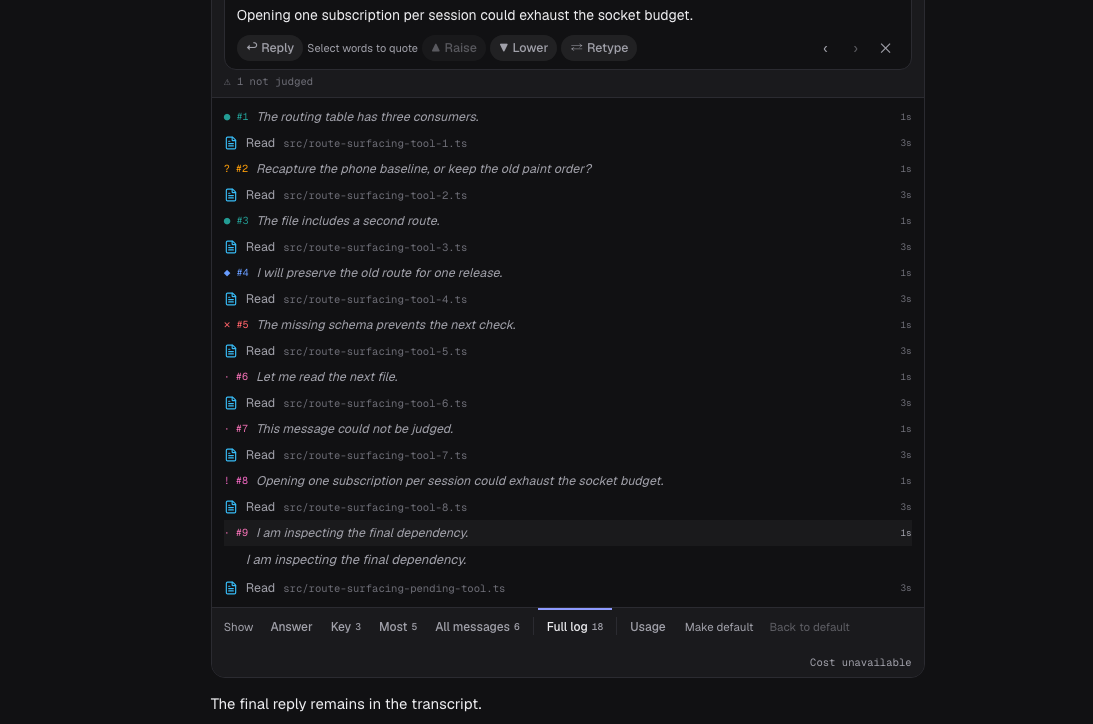 Opening one subscription per session could exhaust the socket budget.
↩ Reply Select words to quote ▲ Raise ▼ Lower ⇄ Retype ‹ › ×
⚠ 1 not judged
● #1 The routing table has three consumers. 1s
Read src/route-surfacing-tool-1.ts 3s
? #2 Recapture the phone baseline, or keep the old paint order? 1s
Read src/route-surfacing-tool-2.ts 3s
● #3 The file includes a second route. 1s
Read src/route-surfacing-tool-3.ts 3s
◆ #4 I will preserve the old route for one release. 1s
Read src/route-surfacing-tool-4.ts 3s
× #5 The missing schema prevents the next check. 1s
Read src/route-surfacing-tool-5.ts 3s
· #6 Let me read the next file. 1s
Read src/route-surfacing-tool-6.ts 3s
· #7 This message could not be judged. 1s
Read src/route-surfacing-tool-7.ts 3s
! #8 Opening one subscription per session could exhaust the socket budget. 1s
Read src/route-surfacing-tool-8.ts 3s
· #9 I am inspecting the final dependency. 1s
I am inspecting the final dependency.
Read src/route-surfacing-pending-tool.ts 3s
Show Answer Key 3 Most 5 All messages 6 Full log 18 Usage Make default Back to default
Cost unavailable
The final reply remains in the transcript.